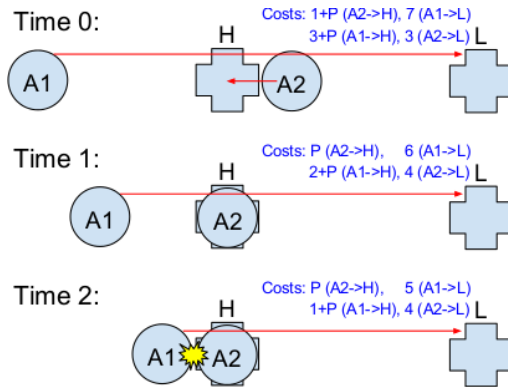 Time 0:
Costs: 1+P (A2->H), 7 (A1->L)
3+P (A1->H), 3 (A2->L)
H
L
A1
A2
Time 1:
Costs: P (A2->H), 6 (A1->L)
2+P (A1->H), 4 (A2->L)
H
L
A1
A2
Time 2:
Costs: P (A2->H), 5 (A1->L)
1+P (A1->H), 4 (A2->L)
H
L
A1
A2